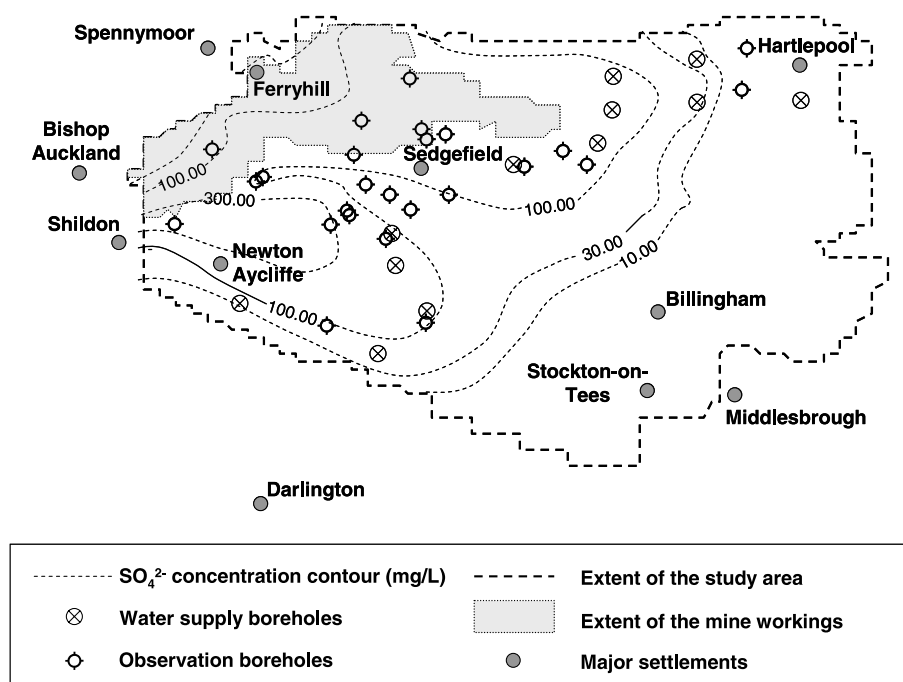 Spennymoor
Hartlepool
Ferryhill
Bishop
Auckland
Sedgefield
100.00
300.00
100.00
Shildon
30.00
10.00
Newton
Aycliffe
100.00
Billingham
Stockton-on-
Tees
Middlesbrough
Darlington
SO₄²⁻ concentration contour (mg/L)
Extent of the study area
Water supply boreholes
Extent of the mine workings
Observation boreholes
Major settlements